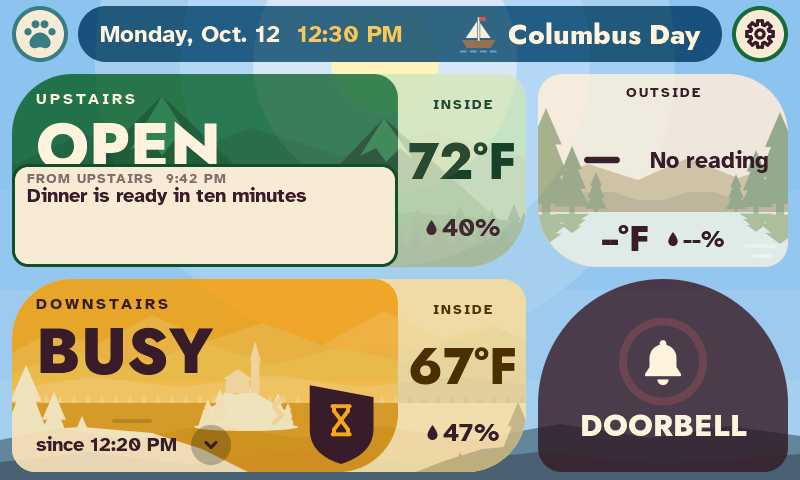 Monday, Oct. 12 12:30 PM
Columbus Day
UPSTAIRS
OPEN
FROM UPSTAIRS 9:42 PM
Dinner is ready in ten minutes
INSIDE
72°F
40%
OUTSIDE
No reading
--°F --%
DOWNSTAIRS
BUSY
since 12:20 PM
INSIDE
67°F
47%
DOORBELL